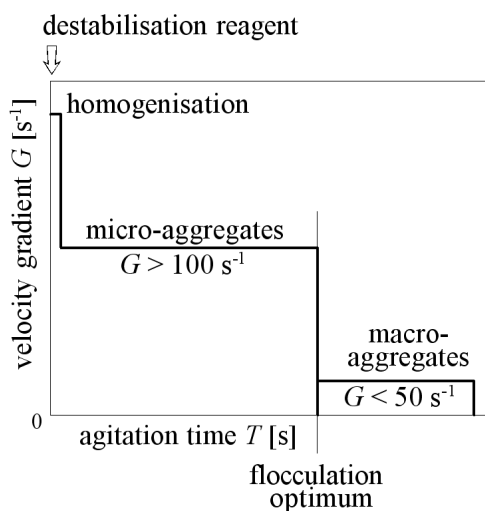 destabilisation reagent
homogenisation
velocity gradient G [s⁻¹]
micro-aggregates
G > 100 s⁻¹
macro-
aggregates
G < 50 s⁻¹
0
agitation time T [s]
flocculation
optimum